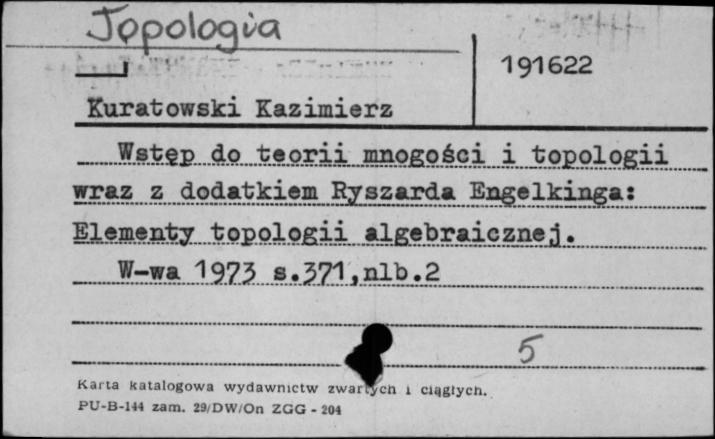 Topologia
191622
Kuratowski Kazimierz
Wstęp do teorii mnogości i topologii
wraz z dodatkiem Ryszarda Engelkinga:
Elementy topologii algebraicznej.
W-wa 1973 s.371,nlb.2
5
Karta katalogowa wydawnictw zwartych i ciągłych.
PU-B-144 zam. 29/DW/On ZGG - 204